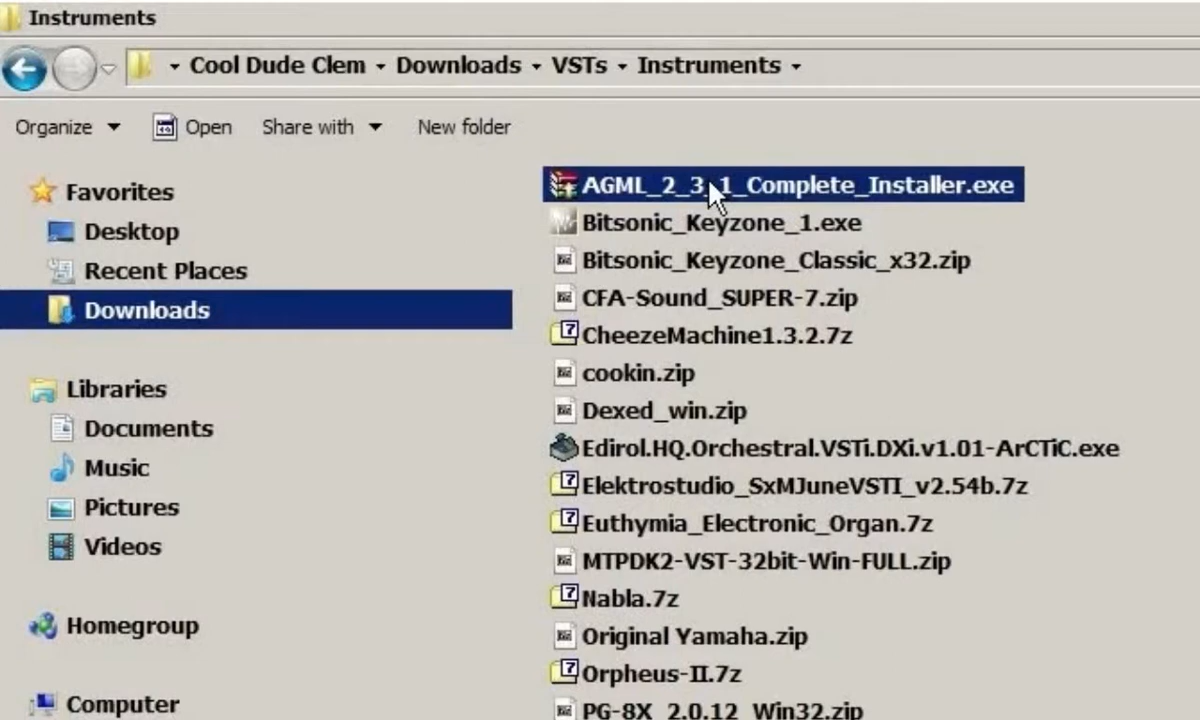 Instruments
Cool Dude Clem Downloads VSTs Instruments
Organize Open Share with New folder
Favorites
Desktop
Recent Places
Downloads
Libraries
Documents
Music
Pictures
Videos
Homegroup
Computer
AGML_2_3_1_Complete_Installer.exe
Bitsonic_Keyzone_1.exe
Bitsonic_Keyzone_Classic_x32.zip
CFA-Sound_SUPER-7.zip
CheezeMachine1.3.2.7z
cookin.zip
Dexed_win.zip
Edirol.HQ.Orchestral.VSTi.DXi.v1.01-ArCTiC.exe
Elektrostudio_SxMJuneVSTI_v2.54b.7z
Euthymia_Electronic_Organ.7z
MTPDK2-VST-32bit-Win-FULL.zip
Nabla.7z
Original Yamaha.zip
Orpheus-II.7z
PG-8X_2.0.12_Win32.zip